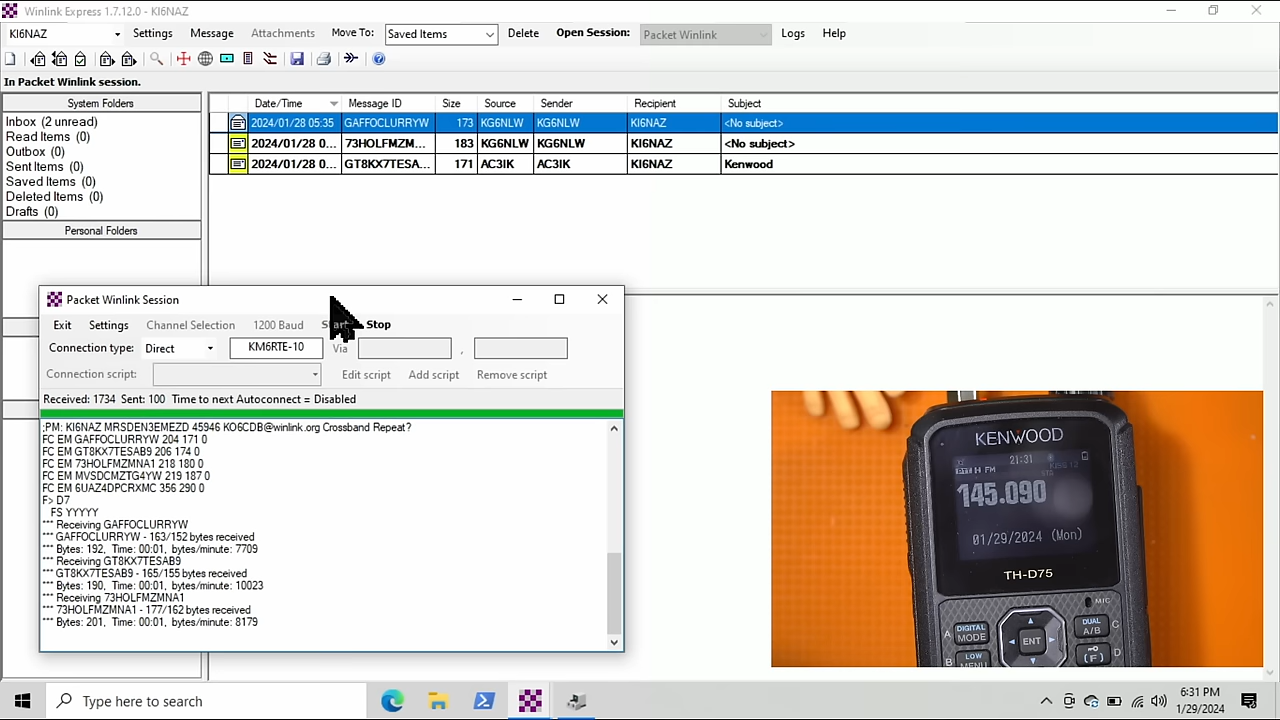 Winlink Express 1.7.12.0 - KI6NAZ
KI6NAZ Settings Message Attachments Move To: Saved Items Delete Open Session: Packet Winlink Logs Help
In Packet Winlink session.
System Folders
Inbox (2 unread)
Read Items (0)
Outbox (0)
Sent Items (0)
Saved Items (0)
Deleted Items (0)
Drafts (0)
Personal Folders
Date/Time Message ID Size Source Sender Recipient Subject
2024/01/28 05:35 GAFFOCLURRYW 173 KG6NLW KG6NLW KI6NAZ <No subject>
2024/01/28 0... 73HOLFMZM... 183 KG6NLW KG6NLW KI6NAZ <No subject>
2024/01/28 0... GT8KX7TESA... 171 AC3IK AC3IK KI6NAZ Kenwood
Packet Winlink Session
Exit Settings Channel Selection 1200 Baud Start Stop
Connection type: Direct KM6RTE-10 Via ,
Connection script: Edit script Add script Remove script
Received: 1734 Sent: 100 Time to next Autoconnect = Disabled
;PM: KI6NAZ MRSDEN3EMEZD 45946 KO6CDB@winlink.org Crossband Repeat?
FC EM GAFFOCLURRYW 204 171 0
FC EM GT8KX7TESAB9 206 174 0
FC EM 73HOLFMZMNA1 218 180 0
FC EM MVSDCMZTG4YW 219 187 0
FC EM 6UAZ4DPCRXMC 356 290 0
F> D7
FS YYYYY
*** Receiving GAFFOCLURRYW
*** GAFFOCLURRYW - 163/152 bytes received
*** Bytes: 192, Time: 00:01, bytes/minute: 7709
*** Receiving GT8KX7TESAB9
*** GT8KX7TESAB9 - 165/155 bytes received
*** Bytes: 190, Time: 00:01, bytes/minute: 10023
*** Receiving 73HOLFMZMNA1
*** 73HOLFMZMNA1 - 177/162 bytes received
*** Bytes: 201, Time: 00:01, bytes/minute: 8179
KENWOOD
21:31
H FM
145.090
01/29/2024 (Mon)
TH-D75
MIC
A DIGITAL MODE ENT DUAL A/B C
B LOW MENU (F) D
Type here to search
6:31 PM
1/29/2024